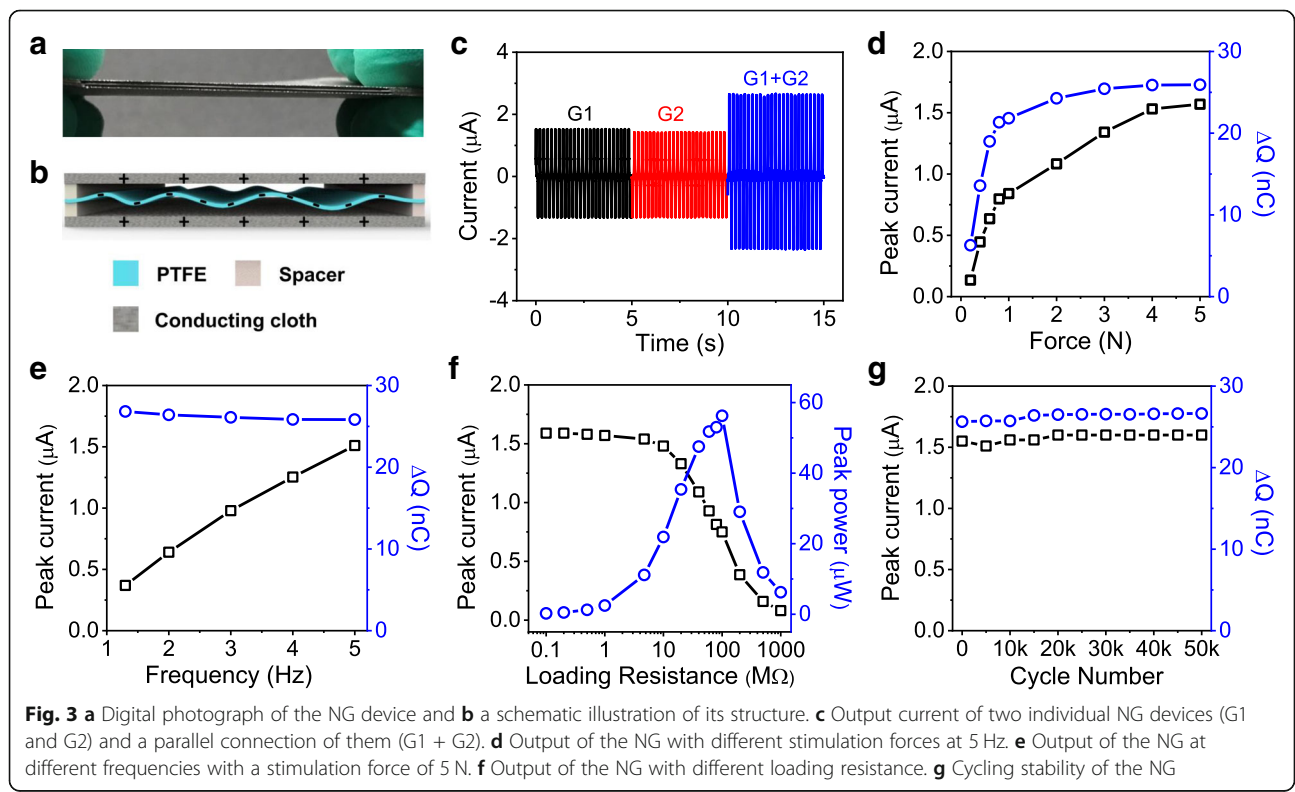 a
b
+ + + + +
+ + + + +
PTFE Spacer
Conducting cloth
c
Current (μA)
4
2
0
-2
-4
G1
G2
G1+G2
0 5 10 15
Time (s)
d
Peak current (μA)
2.0
1.5
1.0
0.5
0.0
30
20
10
0
ΔQ (nC)
0 1 2 3 4 5
Force (N)
e
Peak current (μA)
2.0
1.5
1.0
0.5
0.0
30
20
10
0
ΔQ (nC)
1 2 3 4 5
Frequency (Hz)
f
Peak current (μA)
2.0
1.5
1.0
0.5
0.0
60
40
20
0
Peak power (μW)
0.1 1 10 100 1000
Loading Resistance (MΩ)
g
Peak current (μA)
2.0
1.5
1.0
0.5
0.0
30
20
10
0
ΔQ (nC)
0 10k 20k 30k 40k 50k
Cycle Number
Fig. 3 a Digital photograph of the NG device and b a schematic illustration of its structure. c Output current of two individual NG devices (G1
and G2) and a parallel connection of them (G1 + G2). d Output of the NG with different stimulation forces at 5 Hz. e Output of the NG at
different frequencies with a stimulation force of 5 N. f Output of the NG with different loading resistance. g Cycling stability of the NG